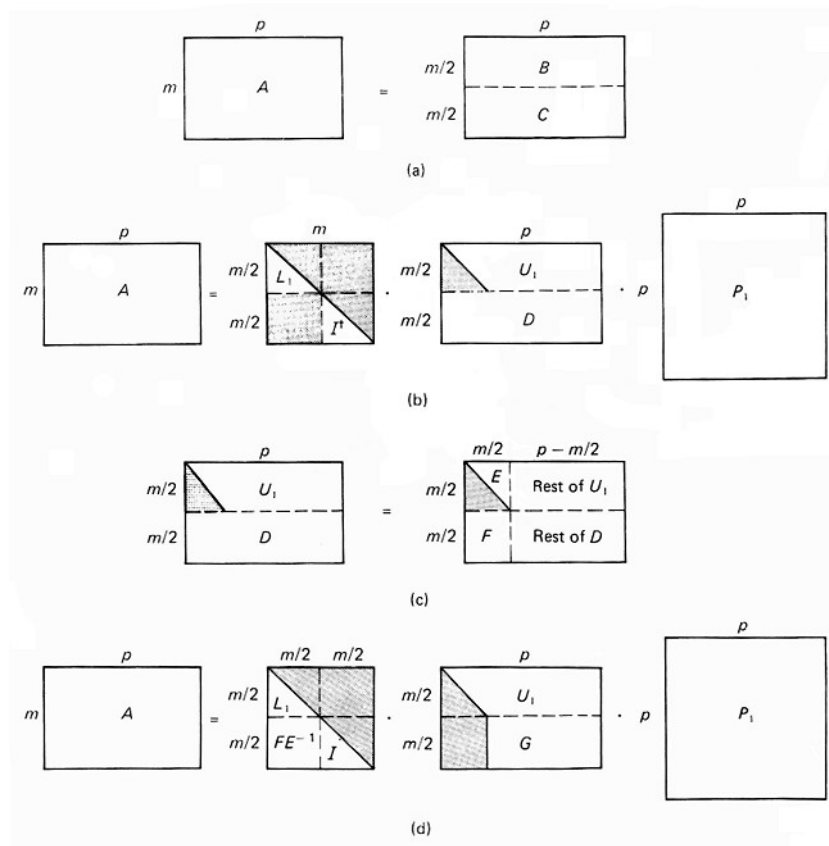 p p
m A = m/2 B
m/2 C
(a)
p m p p
m A = m/2 L₁ · m/2 U₁ · p P₁
m/2 I† m/2 D
(b)
p m/2 p − m/2
m/2 U₁ = m/2 E Rest of U₁
m/2 D m/2 F Rest of D
(c)
p m/2 m/2 p p
m A = m/2 L₁ · m/2 U₁ · p P₁
m/2 FE⁻¹ I m/2 G
(d)